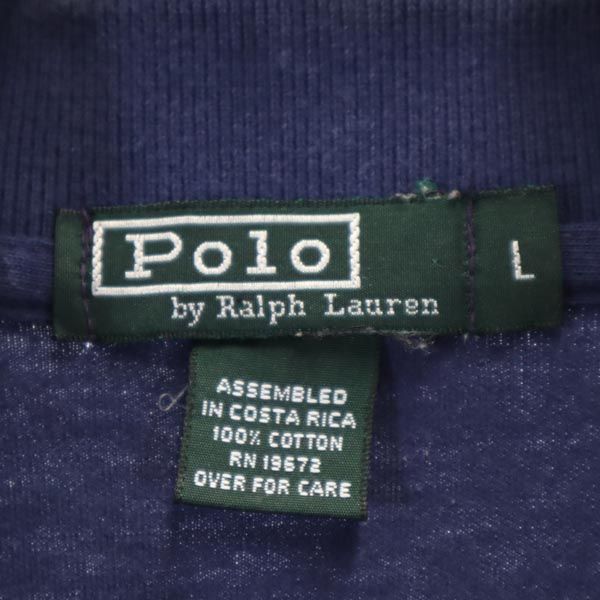 Polo
by Ralph Lauren
L
ASSEMBLED
IN COSTA RICA
100% COTTON
RN 19672
OVER FOR CARE